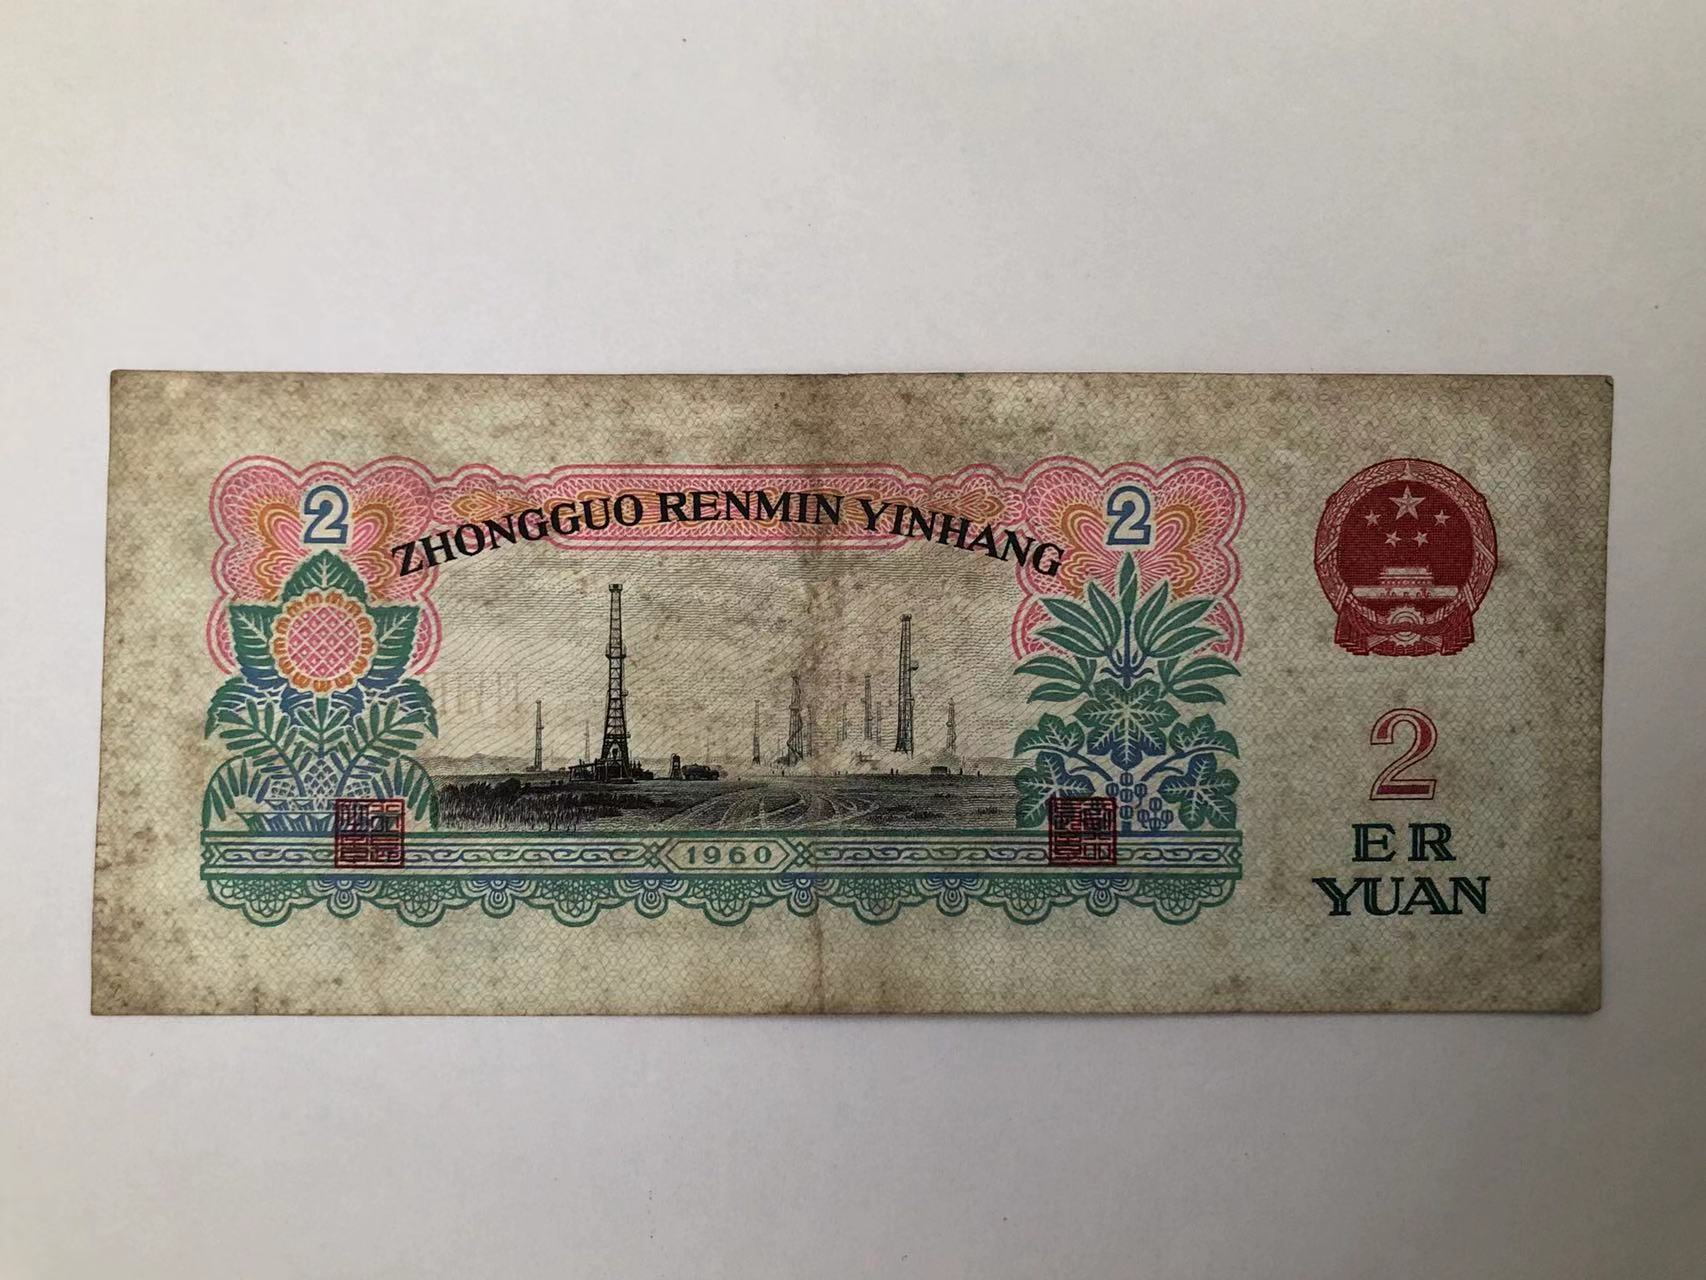 2
ZHONGGUO RENMIN YINHANG
2
1960
2
ER
YUAN